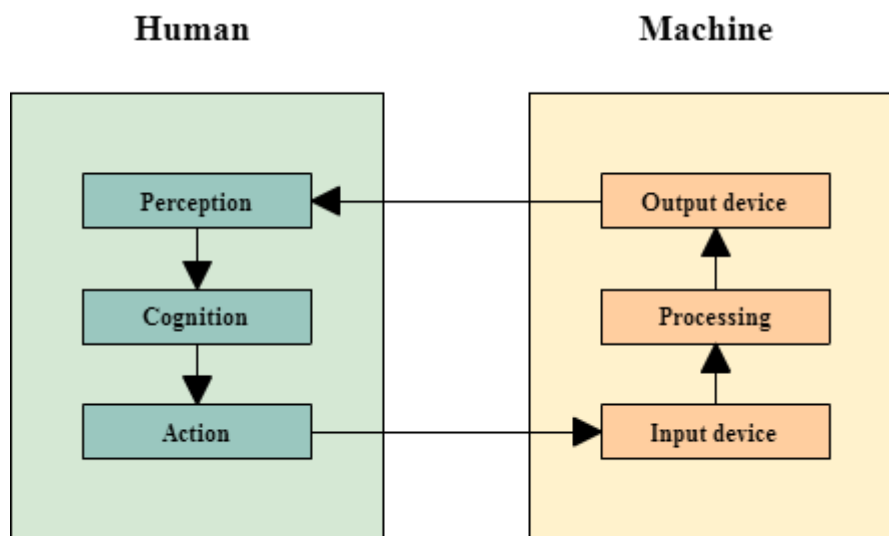 Human
Machine
Perception
Output device
Cognition
Processing
Action
Input device